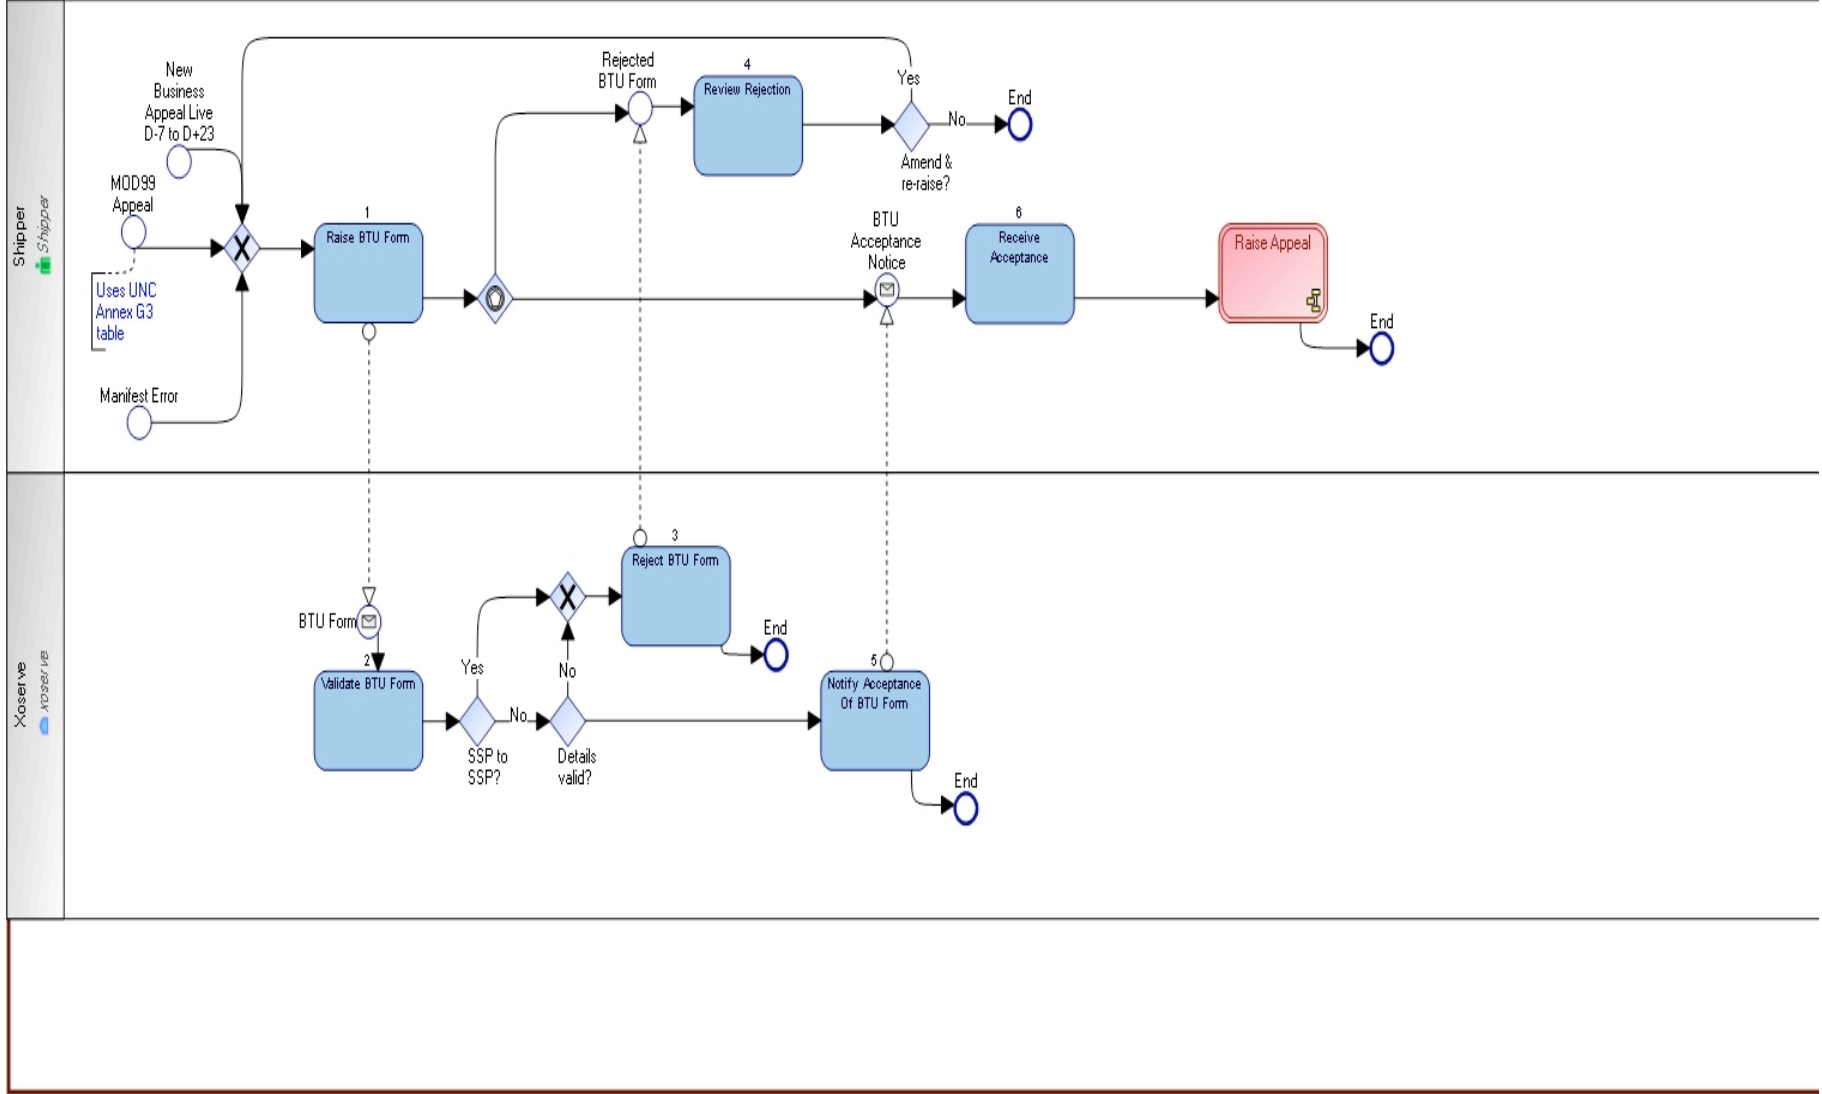 Shipper
Shipper
New
Business
Appeal Live
D-7 to D+23
MOD99
Appeal
Uses UNC
Annex G3
table
Manifest Error
1
Raise BTU Form
Rejected
BTU Form
4
Review Rejection
Yes
No
Amend &
re-raise?
End
BTU
Acceptance
Notice
6
Receive
Acceptance
Raise Appeal
End
Xoserve
xoserve
BTU Form
2
Validate BTU Form
Yes
No
SSP to
SSP?
No
Details
valid?
3
Reject BTU Form
End
5
Notify Acceptance
Of BTU Form
End